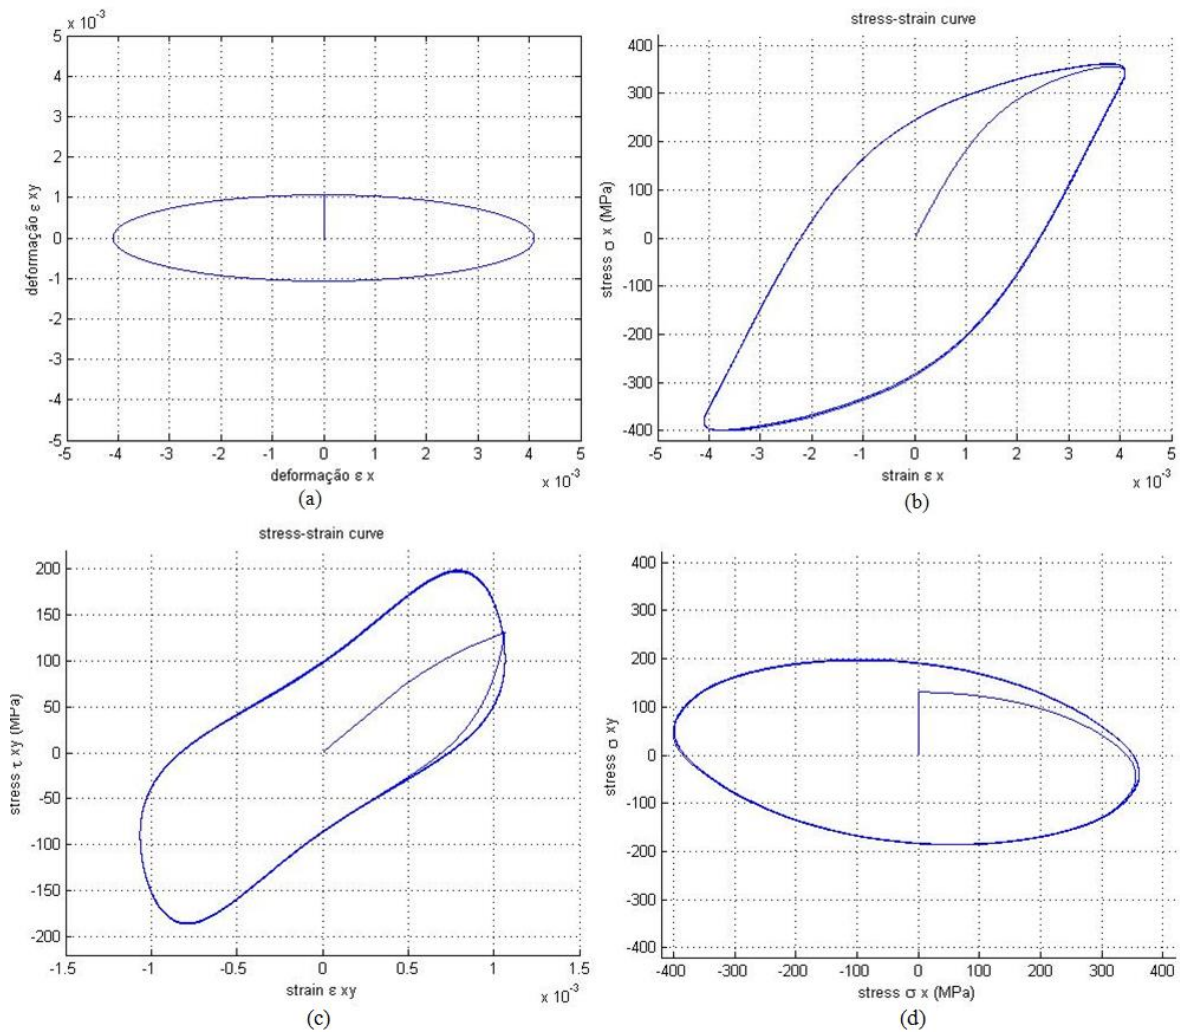 x 10⁻³
5
4
3
2
1
0
-1
-2
-3
-4
-5
deformação ε xy
-5 -4 -3 -2 -1 0 1 2 3 4 5
deformação ε x
x 10⁻³
(a)
stress-strain curve
400
300
200
100
0
-100
-200
-300
-400
stress σ x (MPa)
-5 -4 -3 -2 -1 0 1 2 3 4 5
strain ε x
x 10⁻³
(b)
stress-strain curve
200
150
100
50
0
-50
-100
-150
-200
stress τ xy (MPa)
-1.5 -1 -0.5 0 0.5 1 1.5
strain ε xy
x 10⁻³
(c)
400
300
200
100
0
-100
-200
-300
-400
stress σ xy
-400 -300 -200 -100 0 100 200 300 400
stress σ x (MPa)
(d)